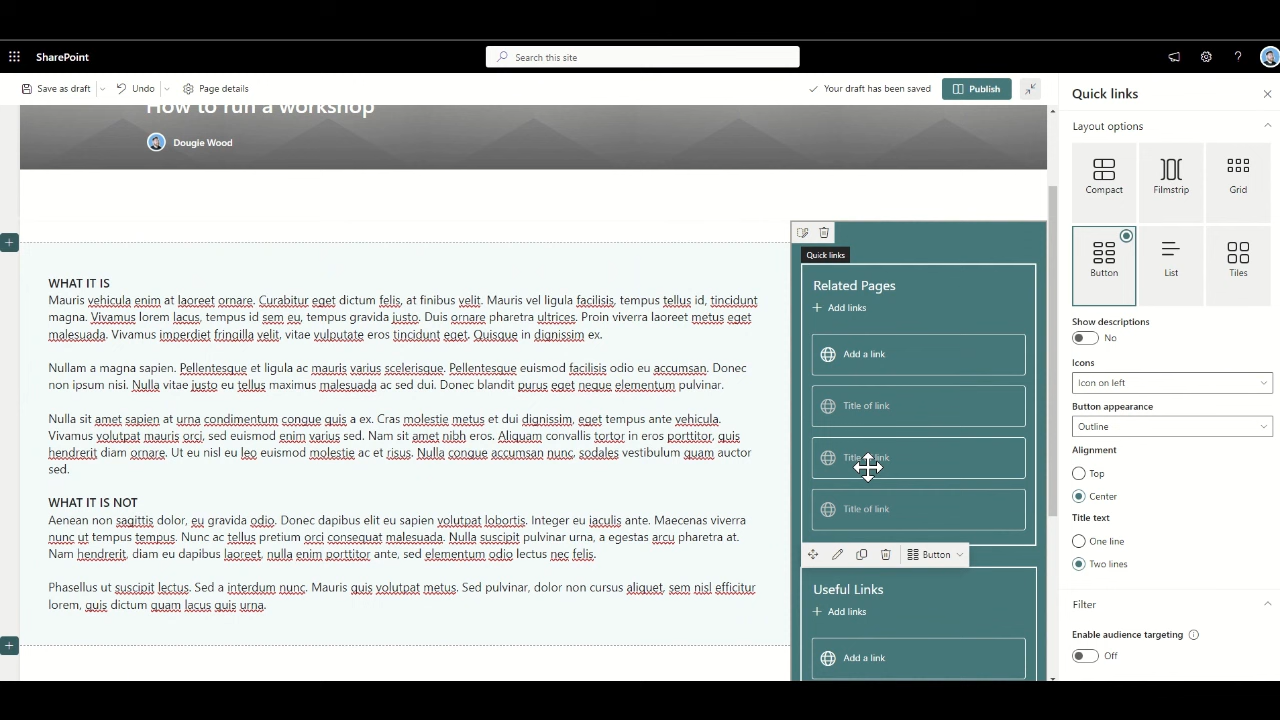 SharePoint
Search this site
Save as draft
Undo
Page details
Your draft has been saved
Publish
How to run a workshop
Dougie Wood
WHAT IT IS
Mauris vehicula enim at laoreet ornare. Curabitur eget dictum felis, at finibus velit. Mauris vel ligula facilisis, tempus tellus id, tincidunt
magna. Vivamus lorem lacus, tempus id sem eu, tempus gravida justo. Duis ornare pharetra ultrices. Proin viverra laoreet metus eget
malesuada. Vivamus imperdiet fringilla velit, vitae vulputate eros tincidunt eget. Quisque in dignissim ex.
Nullam a magna sapien. Pellentesque et ligula ac mauris varius scelerisque. Pellentesque euismod facilisis odio eu accumsan. Donec
non ipsum nisi. Nulla vitae justo eu tellus maximus malesuada ac sed dui. Donec blandit purus eget neque elementum pulvinar.
Nulla sit amet sapien at urna condimentum congue quis a ex. Cras molestie metus et dui dignissim, eget tempus ante vehicula.
Vivamus volutpat mauris orci, sed euismod enim varius sed. Nam sit amet nibh eros. Aliquam convallis tortor in eros porttitor, quis
hendrerit diam ornare. Ut eu nisl eu leo euismod molestie ac et risus. Nulla congue accumsan nunc, sodales vestibulum quam auctor
sed.
WHAT IT IS NOT
Aenean non sagittis dolor, eu gravida odio. Donec dapibus elit eu sapien volutpat lobortis. Integer eu iaculis ante. Maecenas viverra
nunc ut tempus tempus. Nunc ac tellus pretium orci consequat malesuada. Nulla suscipit pulvinar urna, a egestas arcu pharetra at.
Nam hendrerit, diam eu dapibus laoreet, nulla enim porttitor ante, sed elementum odio lectus nec felis.
Phasellus ut suscipit lectus. Sed a interdum nunc. Mauris quis volutpat metus. Sed pulvinar, dolor non cursus aliquet, sem nisl efficitur
lorem, quis dictum quam lacus quis urna.
Quick links
Related Pages
Add links
Add a link
Title of link
Title of link
Title of link
Button
Useful Links
Add links
Add a link
Quick links
Layout options
Compact
Filmstrip
Grid
Button
List
Tiles
Show descriptions
No
Icons
Icon on left
Button appearance
Outline
Alignment
Top
Center
Title text
One line
Two lines
Filter
Enable audience targeting
Off